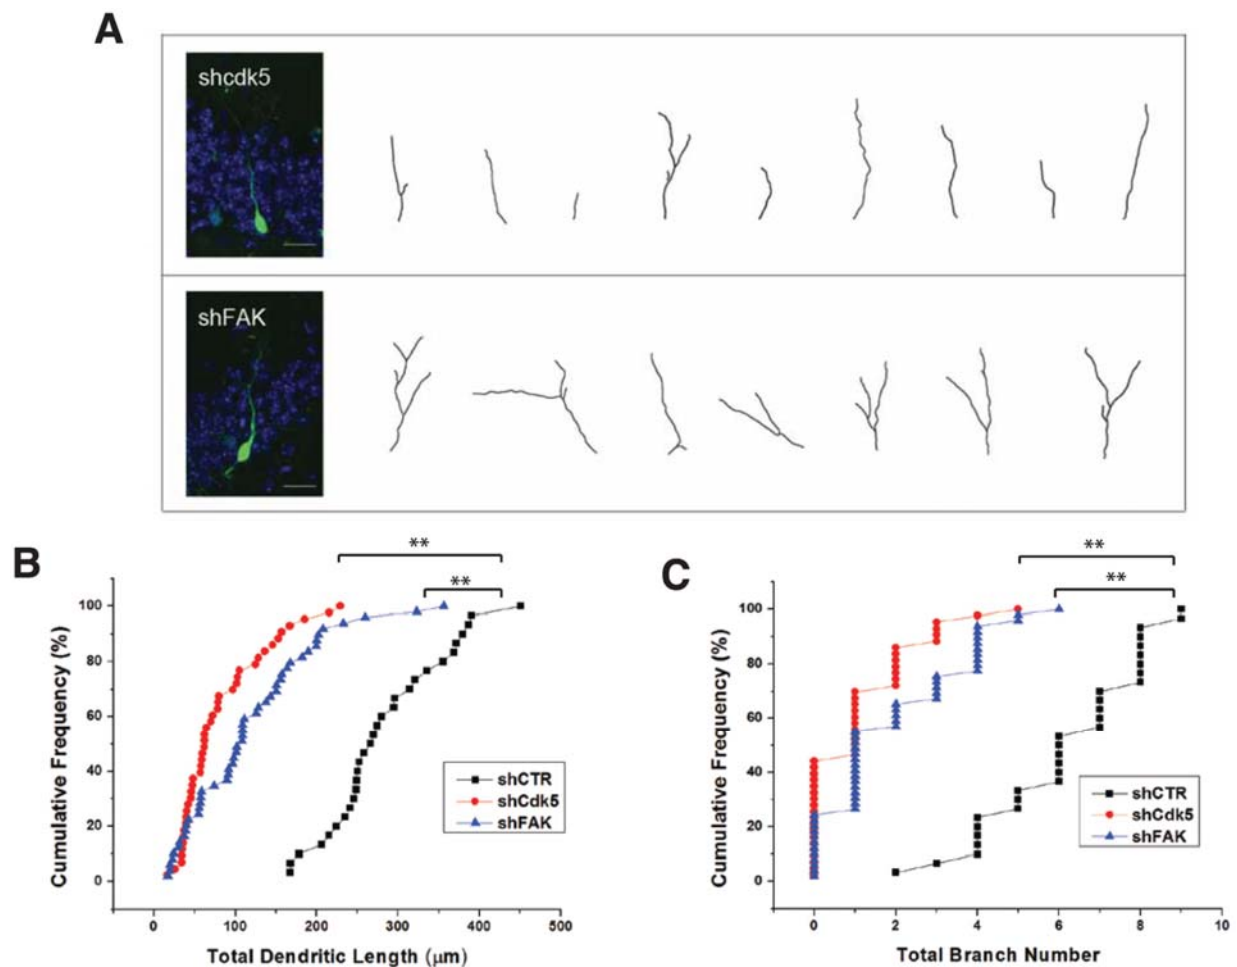 A
shcdk5
shFAK
B
**
**
Cumulative Frequency (%)
100
80
60
40
20
0
0 100 200 300 400 500
Total Dendritic Length (μm)
shCTR
shCdk5
shFAK
C
**
**
Cumulative Frequency (%)
100
80
60
40
20
0
0 2 4 6 8 10
Total Branch Number
shCTR
shCdk5
shFAK